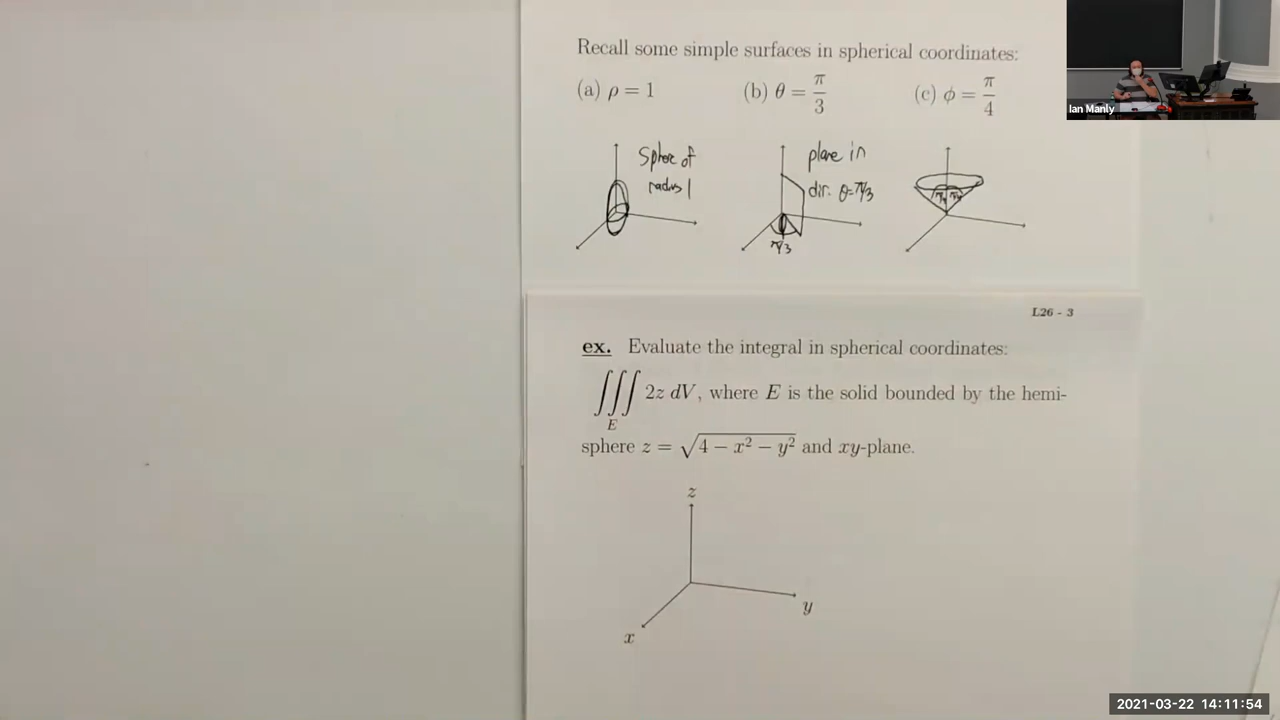 Recall some simple surfaces in spherical coordinates:
(a) ρ = 1 (b) θ = π/3 (c) ϕ = π/4
Sphere of
radius 1
plane in
dir. θ=π/3
π/3
π/4 π/4
L26 - 3
ex. Evaluate the integral in spherical coordinates:
∭_E 2z dV, where E is the solid bounded by the hemi-
sphere z = √(4 − x² − y²) and xy-plane.
z
y
x
Ian Manly
2021-03-22 14:11:54